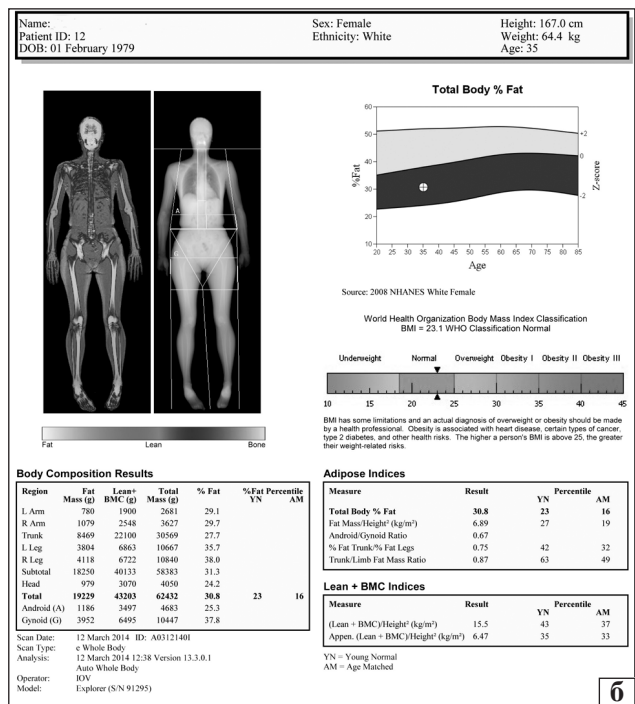 Name: Sex: Female Height: 167.0 cm
Patient ID: 12 Ethnicity: White Weight: 64.4 kg
DOB: 01 February 1979 Age: 35
Total Body % Fat
60
50
40
30
20
10
%Fat
+2
0
-2
Z-score
20 25 30 35 40 45 50 55 60 65 70 75 80 85
Age
A
G
Source: 2008 NHANES White Female
World Health Organization Body Mass Index Classification
BMI = 23.1 WHO Classification Normal
Underweight Normal Overweight Obesity I Obesity II Obesity III
10 15 20 25 30 35 40 45
BMI has some limitations and an actual diagnosis of overweight or obesity should be made
by a health professional. Obesity is associated with heart disease, certain types of cancer,
type 2 diabetes, and other health risks. The higher a person's BMI is above 25, the greater
their weight-related risks.
Fat Lean Bone
Body Composition Results
Region Fat Lean+ Total % Fat %Fat Percentile
Mass (g) BMC (g) Mass (g) YN AM
L Arm 780 1900 2681 29.1
R Arm 1079 2548 3627 29.7
Trunk 8469 22100 30569 27.7
L Leg 3804 6863 10667 35.7
R Leg 4118 6722 10840 38.0
Subtotal 18250 40133 58383 31.3
Head 979 3070 4050 24.2
Total 19229 43203 62432 30.8 23 16
Android (A) 1186 3497 4683 25.3
Gynoid (G) 3952 6495 10447 37.8
Scan Date: 12 March 2014 ID: A0312140I
Scan Type: e Whole Body
Analysis: 12 March 2014 12:38 Version 13.3.0.1
Auto Whole Body
Operator: IOV
Model: Explorer (S/N 91295)
Adipose Indices
Measure Result Percentile
YN AM
Total Body % Fat 30.8 23 16
Fat Mass/Height² (kg/m²) 6.89 27 19
Android/Gynoid Ratio 0.67
% Fat Trunk/% Fat Legs 0.75 42 32
Trunk/Limb Fat Mass Ratio 0.87 63 49
Lean + BMC Indices
Measure Result Percentile
YN AM
(Lean + BMC)/Height² (kg/m²) 15.5 43 37
Appen. (Lean + BMC)/Height² (kg/m²) 6.47 35 33
YN = Young Normal
AM = Age Matched
б